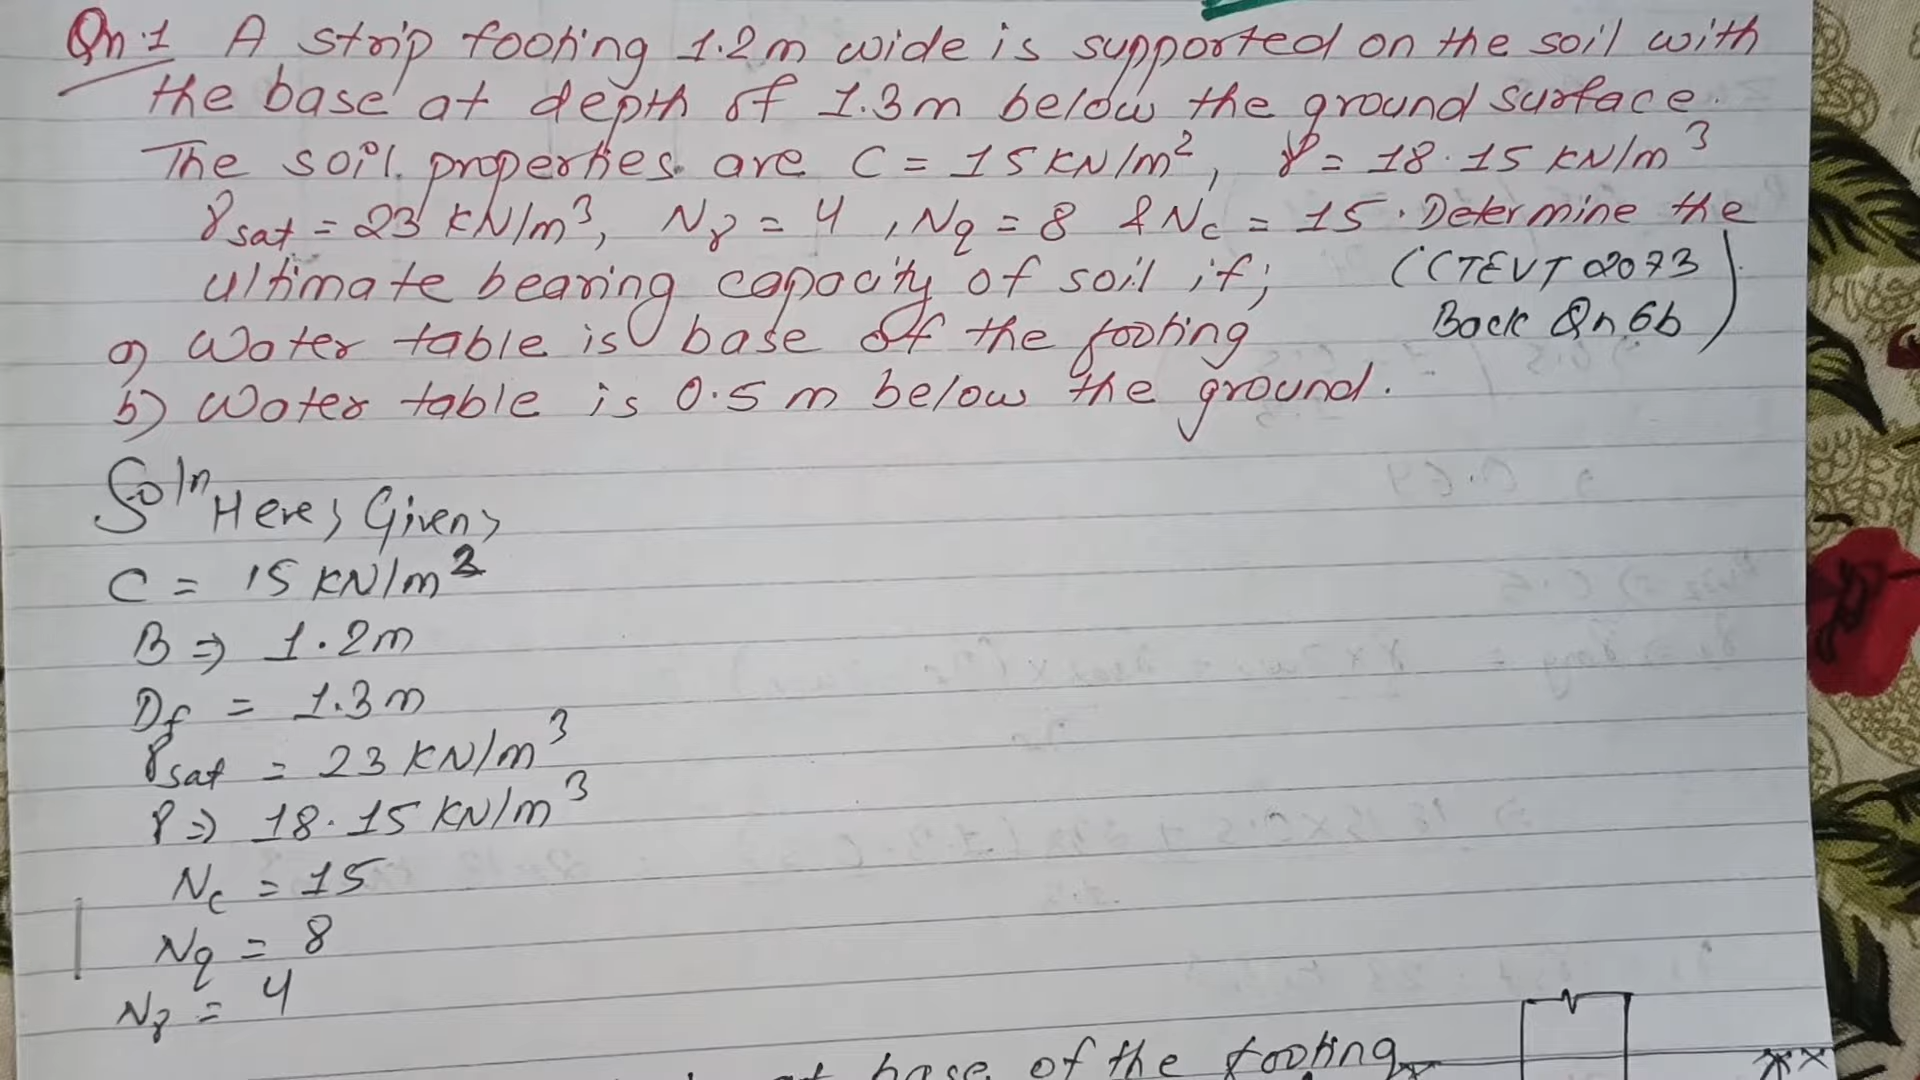 Qn.1 A strip footing 1.2m wide is supported on the soil with
the base at depth of 1.3m below the ground surface.
The soil properties are C = 15 KN/m², γ = 18.15 KN/m³
γsat = 23 KN/m³, Nγ = 4, Nq = 8 & Nc = 15. Determine the
ultimate bearing capacity of soil if; (CTEVT 2073
Back Qn 6b)
a) Water table is base of the footing
b) Water table is 0.5 m below the ground.
Soln Here, Given,
C = 15 KN/m²
B ⇒ 1.2m
Df = 1.3m
γsat = 23 KN/m³
γ ⇒ 18.15 KN/m³
Nc = 15
Nq = 8
Nγ = 4
at base of the footing